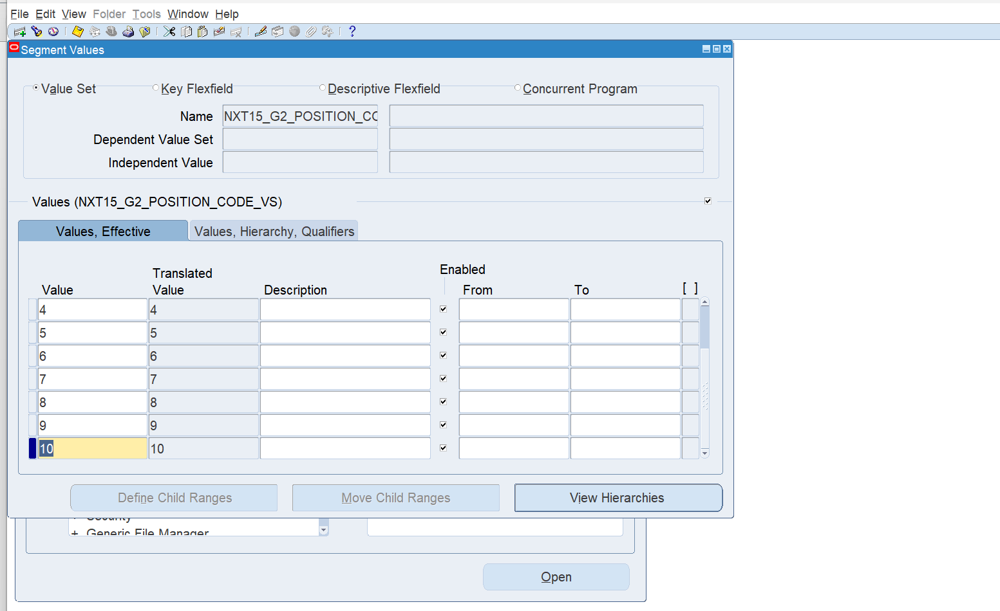 File Edit View Folder Tools Window Help
Segment Values
Value Set Key Flexfield Descriptive Flexfield Concurrent Program
Name NXT15_G2_POSITION_CC
Dependent Value Set
Independent Value
Values (NXT15_G2_POSITION_CODE_VS)
Values, Effective Values, Hierarchy, Qualifiers
Translated Enabled
Value Value Description From To [ ]
4 4
5 5
6 6
7 7
8 8
9 9
10 10
Define Child Ranges Move Child Ranges View Hierarchies
Security
+ Generic File Manager
Open